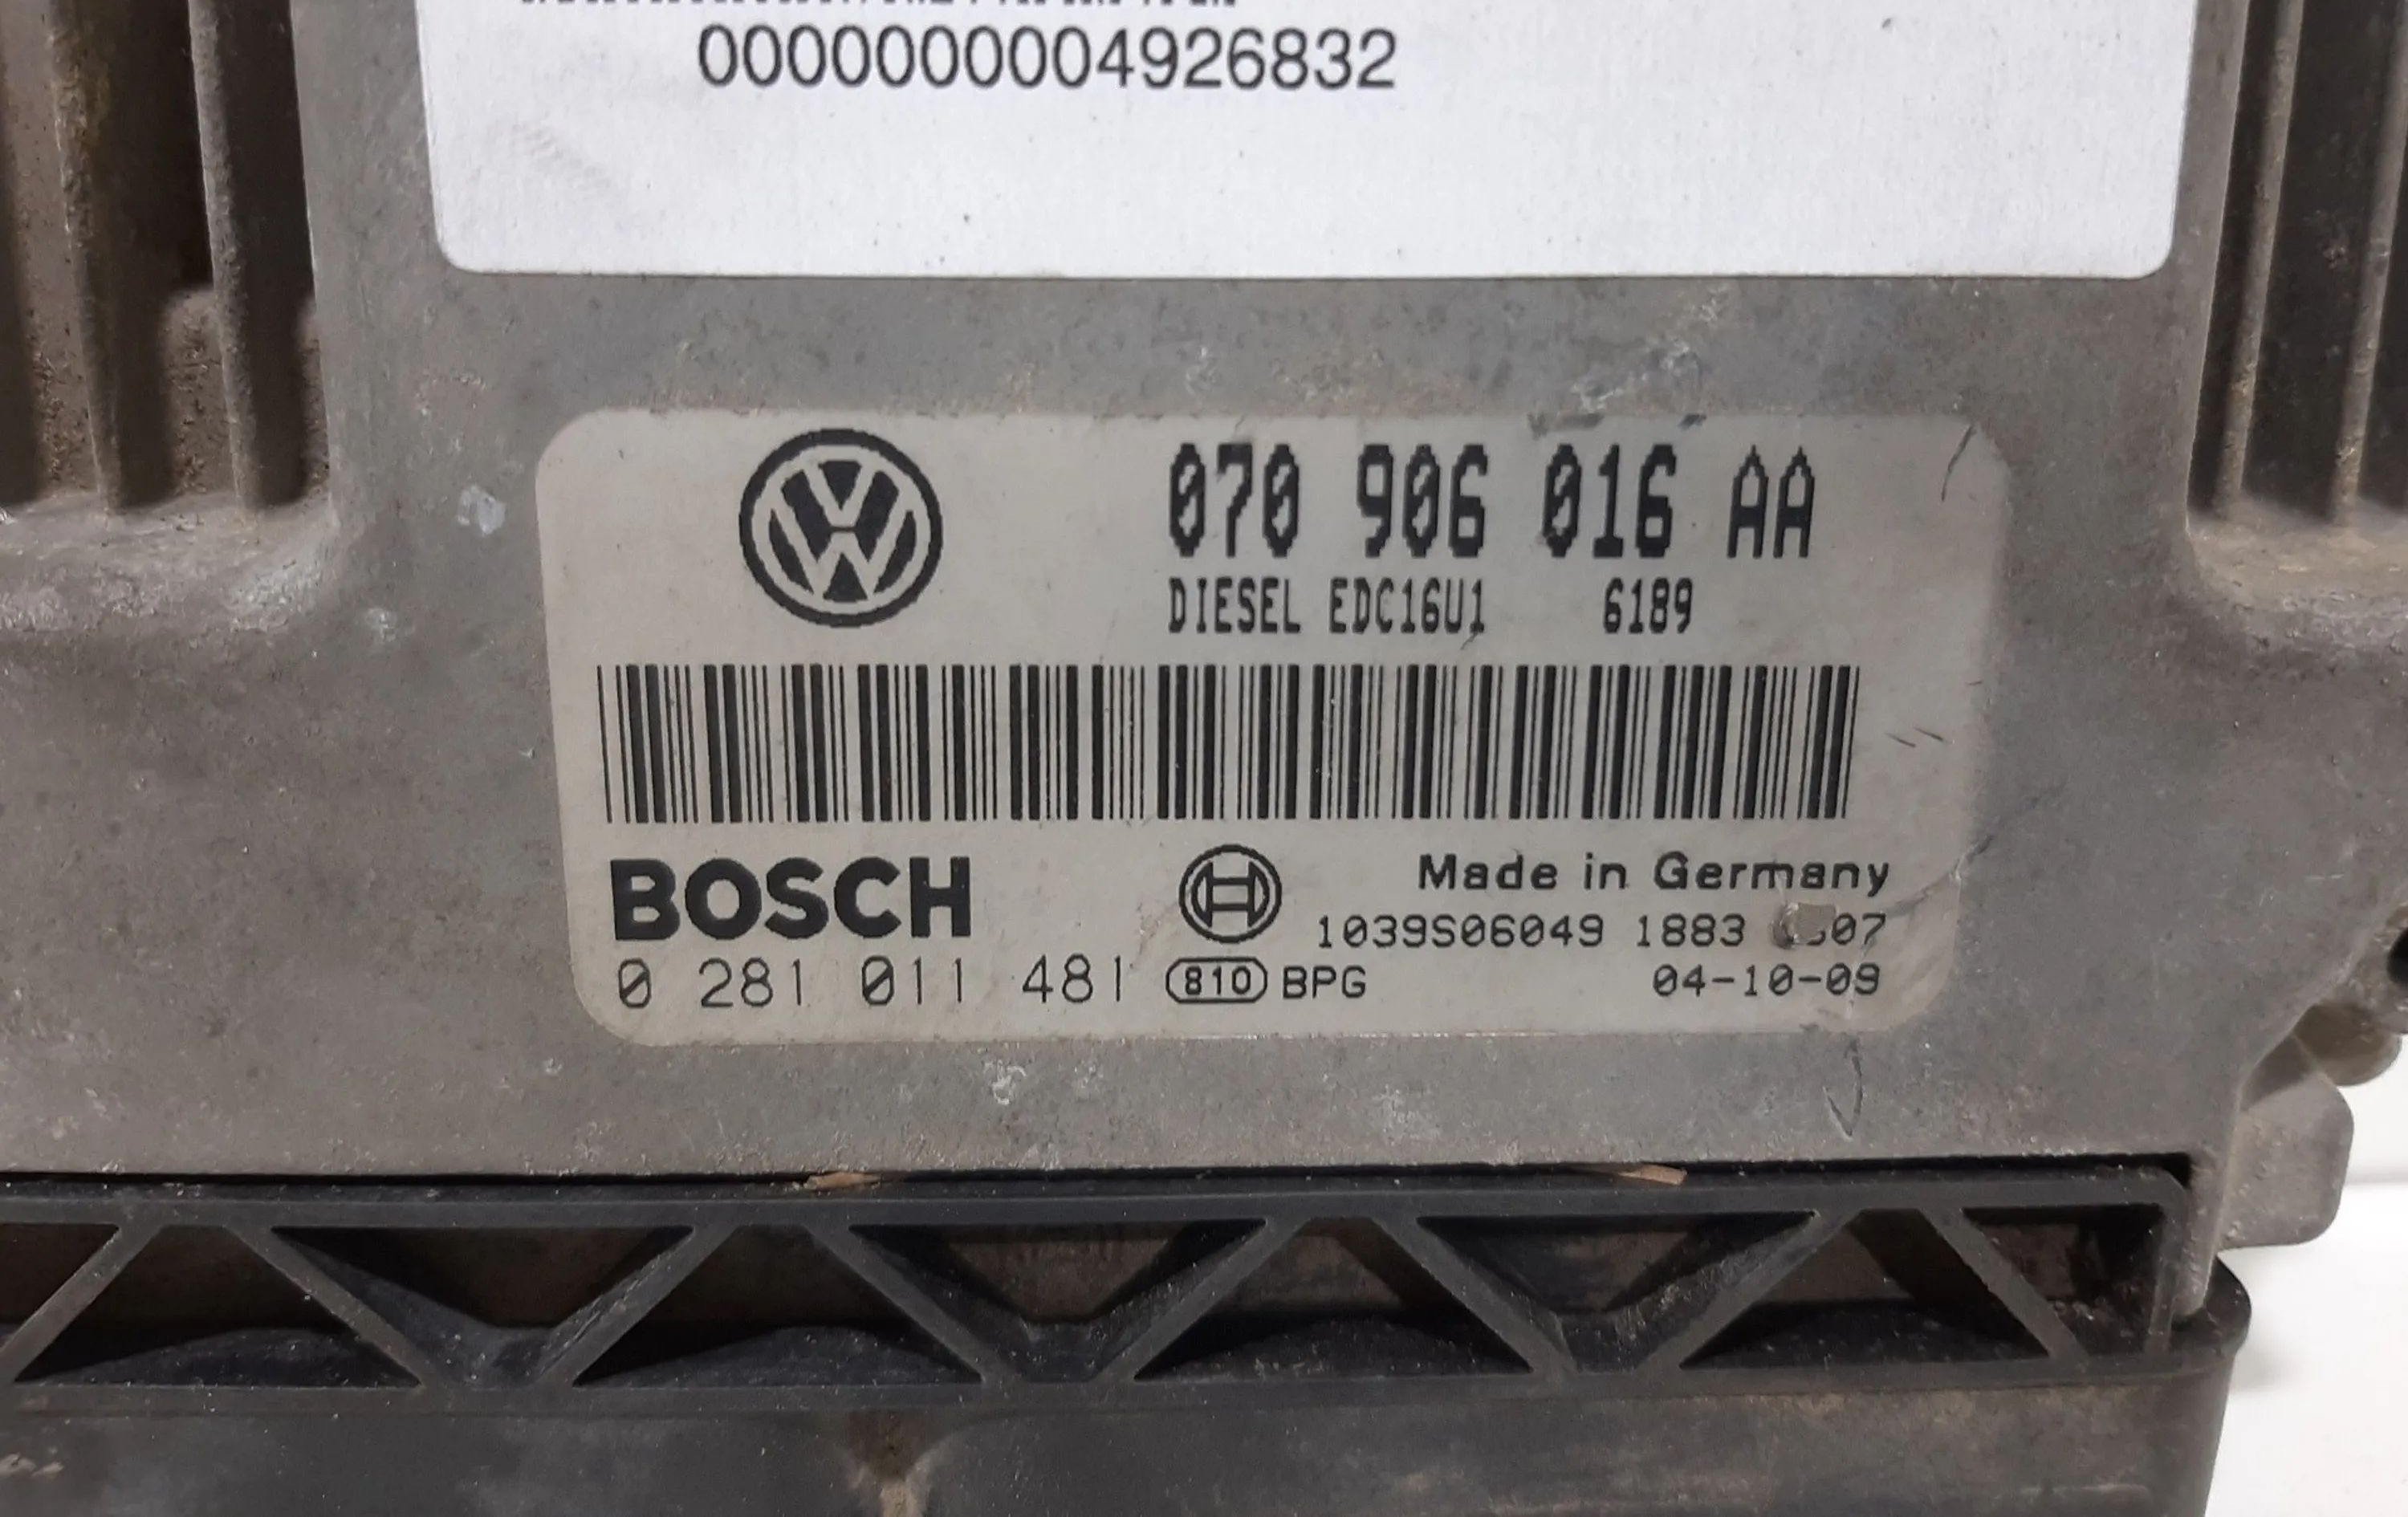 0000000004926832
070 906 016 AA
DIESEL EDC16U1 6189
BOSCH
Made in Germany
1039S06049 1883
0 281 011 481 810 BPG 04-10-09